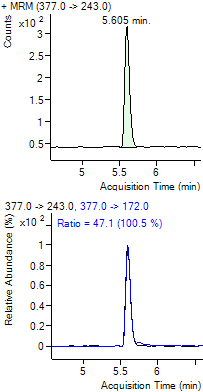 + MRM (377.0 -> 243.0)
Counts
x10 2
5.605 min.
3
2.5
2
1.5
1
0.5
5
5.5
6
Acquisition Time (min)
377.0 -> 243.0, 377.0 -> 172.0
Relative Abundance (%)
x10 2
Ratio = 47.1 (100.5 %)
1
0.8
0.6
0.4
0.2
0
5
5.5
6
Acquisition Time (min)